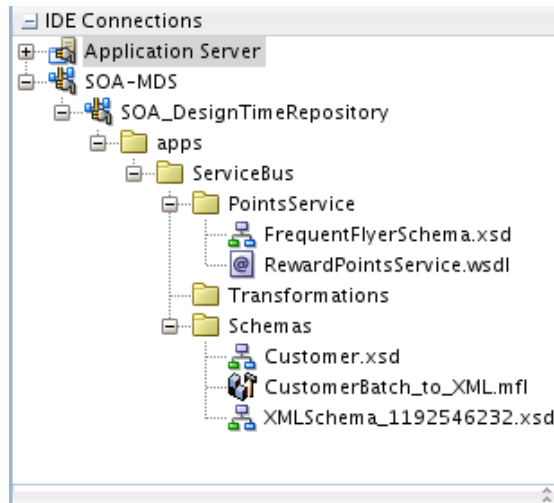 IDE Connections
Application Server
SOA-MDS
SOA_DesignTimeRepository
apps
ServiceBus
PointsService
FrequentFlyerSchema.xsd
RewardPointsService.wsdl
Transformations
Schemas
Customer.xsd
CustomerBatch_to_XML.mfl
XMLSchema_1192546232.xsd